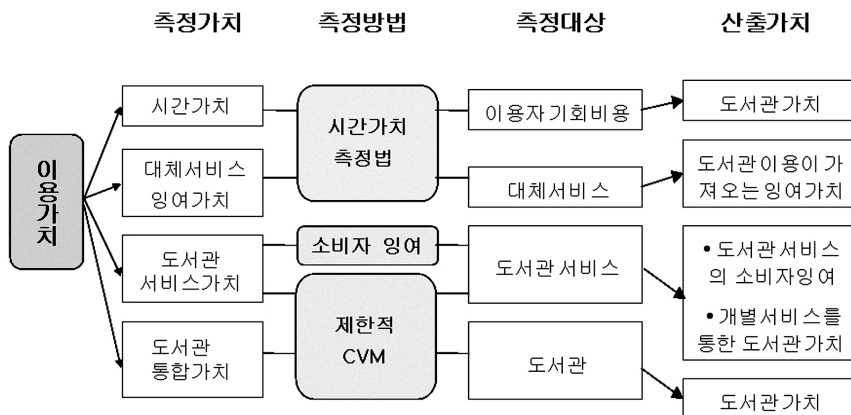 측정가치
측정방법
측정대상
산출가치
이용가치
시간가치
대체서비스
잉여가치
도서관
서비스가치
도서관
통합가치
시간가치
측정법
소비자 잉여
제한적
CVM
이용자기회비용
대체서비스
도서관서비스
도서관
도서관가치
도서관이용이가
져오는잉여가치
• 도서관서비스
의 소비자잉여
• 개별서비스를
통한 도서관가치
도서관가치